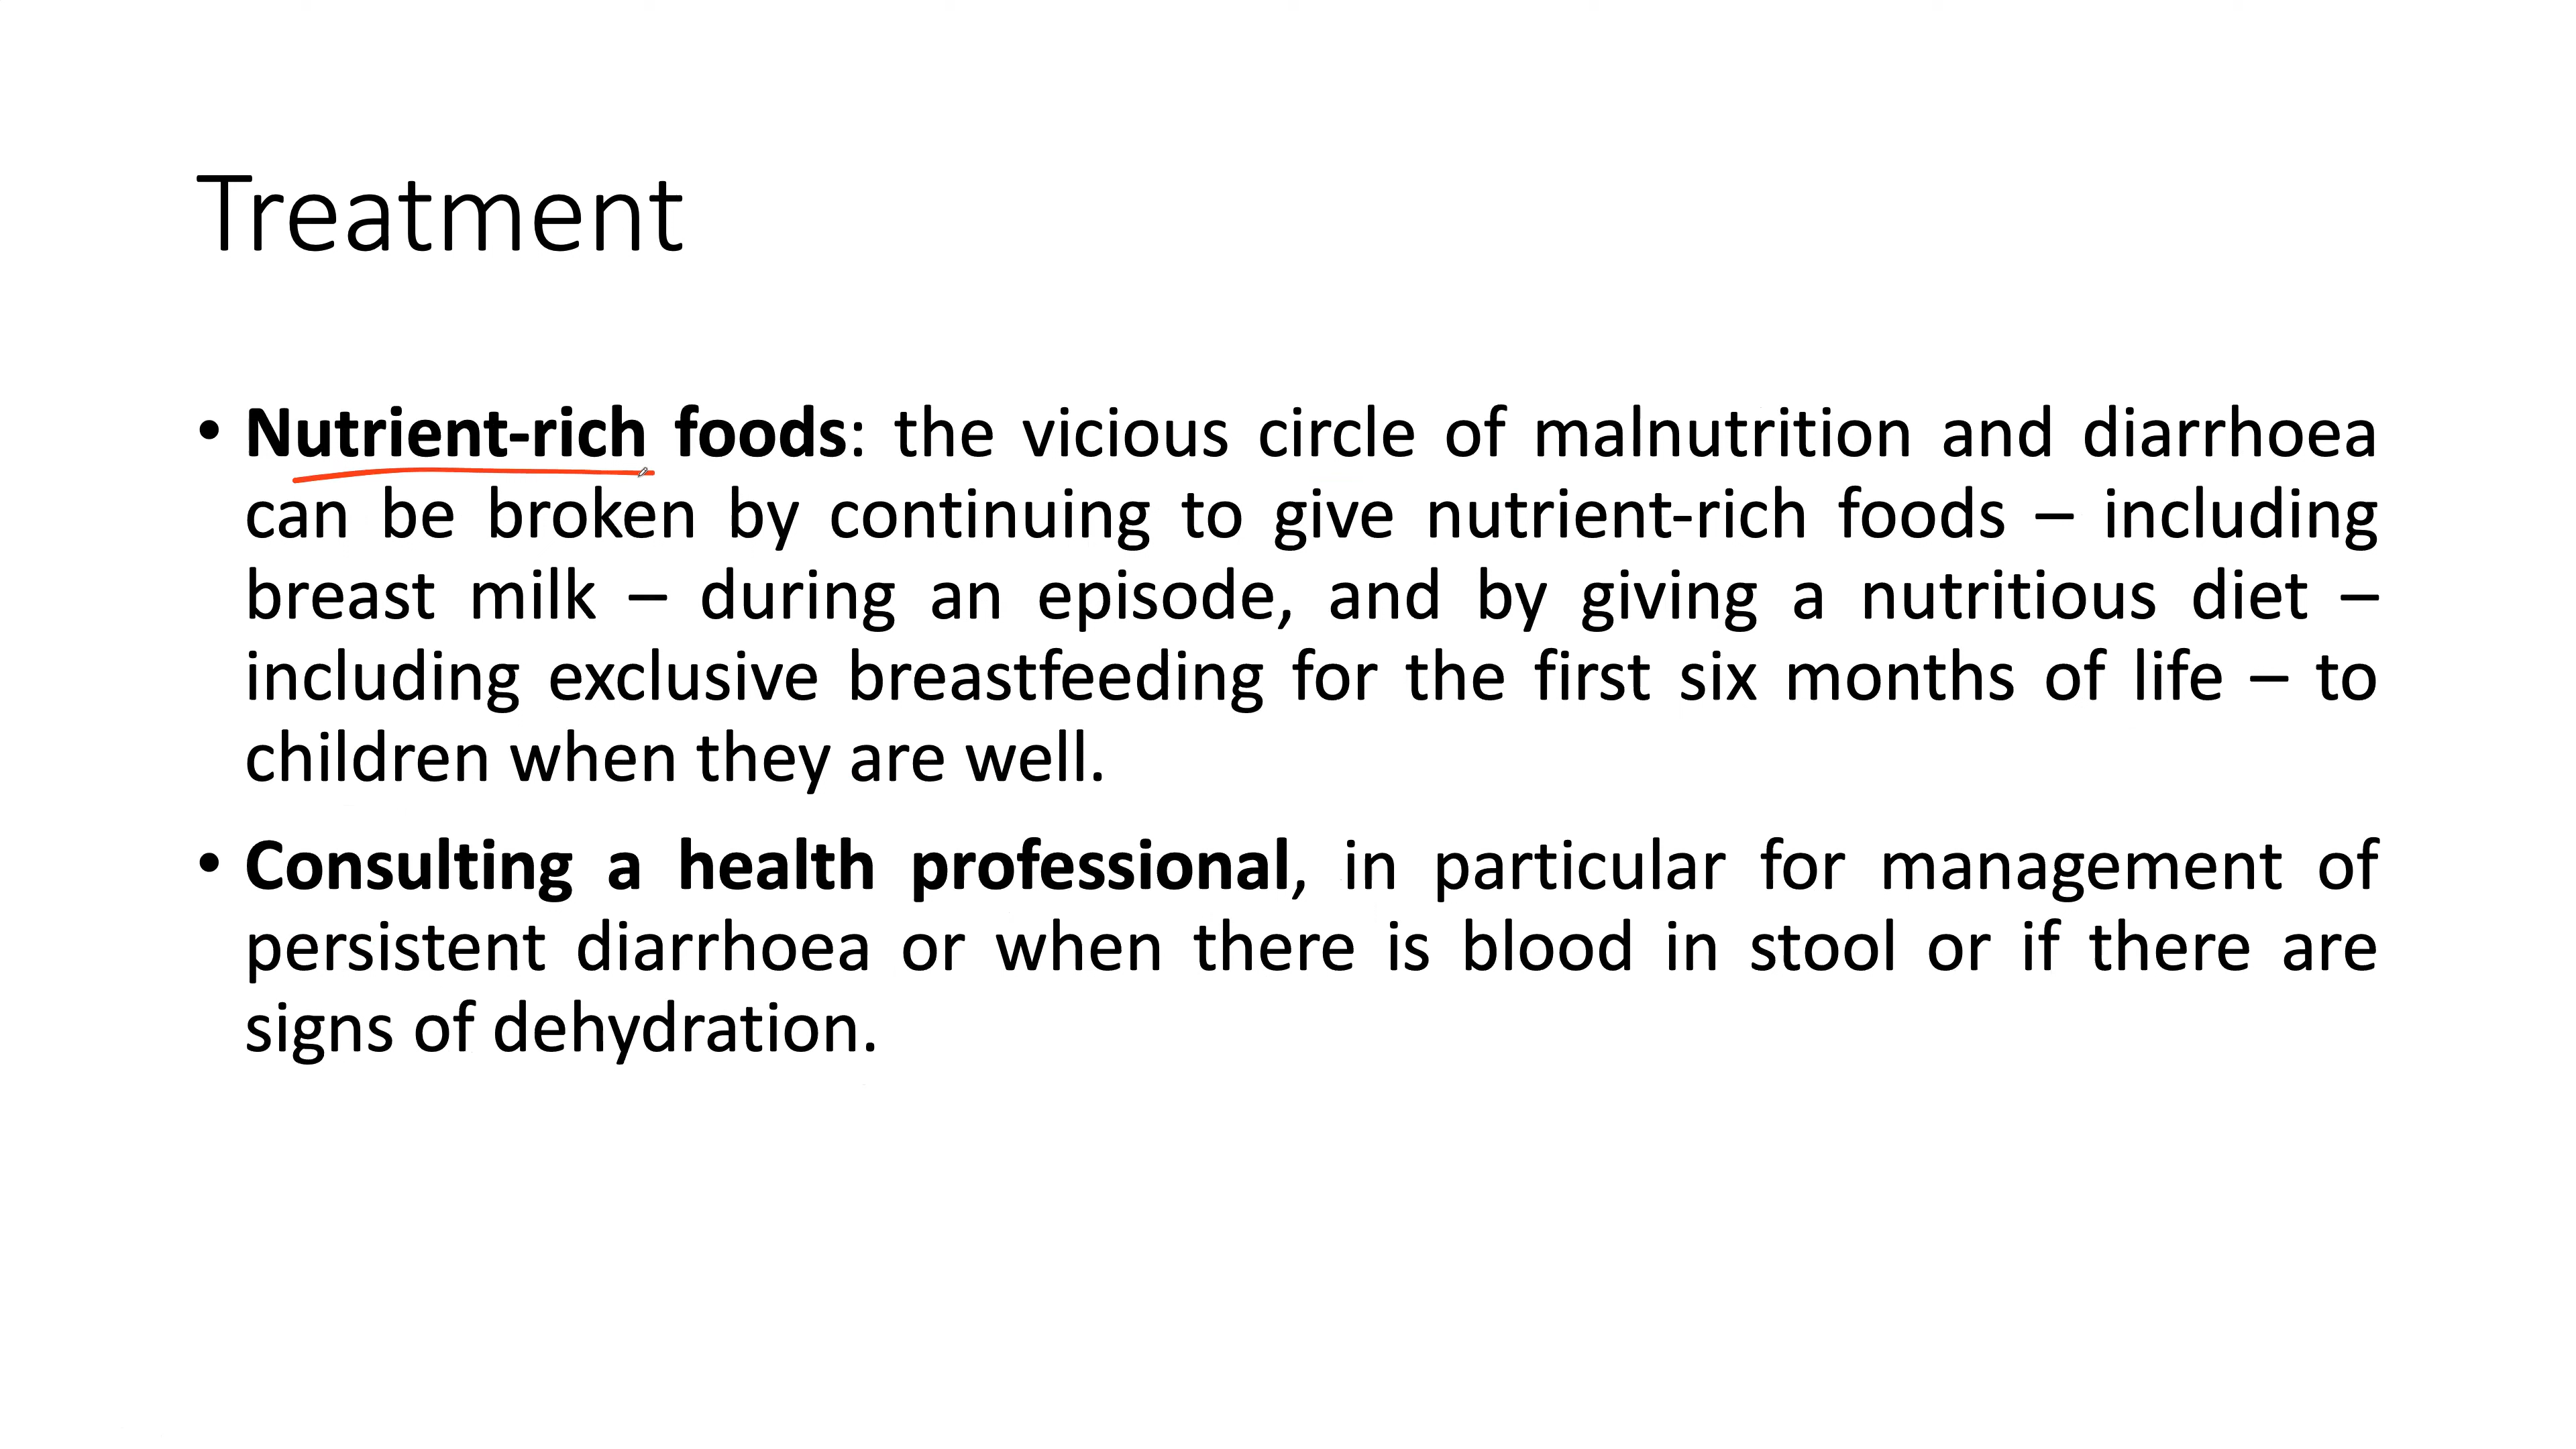 Treatment
• Nutrient-rich foods: the vicious circle of malnutrition and diarrhoea
can be broken by continuing to give nutrient-rich foods – including
breast milk – during an episode, and by giving a nutritious diet –
including exclusive breastfeeding for the first six months of life – to
children when they are well.
• Consulting a health professional, in particular for management of
persistent diarrhoea or when there is blood in stool or if there are
signs of dehydration.